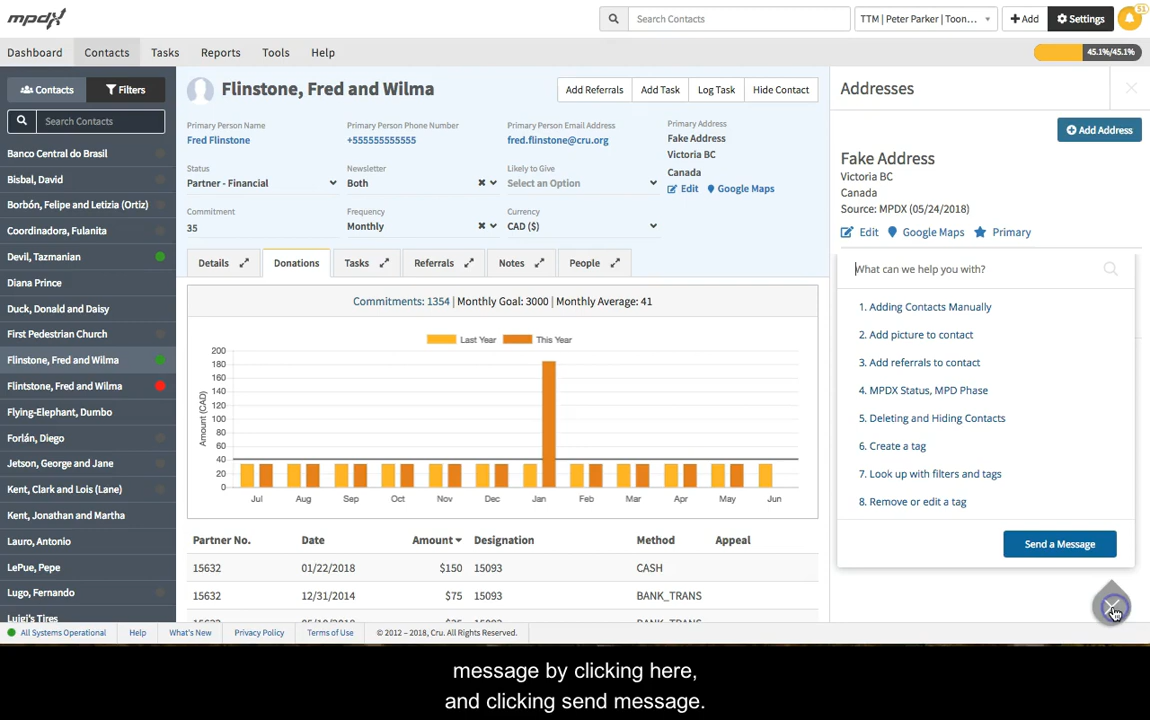 mpdx
Search Contacts
TTM | Peter Parker | Toon...
Add
Settings
51
Dashboard
Contacts
Tasks
Reports
Tools
Help
45.1%/45.1%
Contacts
Filters
Search Contacts
Banco Central do Brasil
Bisbal, David
Borbón, Felipe and Letizia (Ortiz)
Coordinadora, Fulanita
Devil, Tazmanian
Diana Prince
Duck, Donald and Daisy
First Pedestrian Church
Flinstone, Fred and Wilma
Flintstone, Fred and Wilma
Flying-Elephant, Dumbo
Forlán, Diego
Jetson, George and Jane
Kent, Clark and Lois (Lane)
Kent, Jonathan and Martha
Lauro, Antonio
LePue, Pepe
Lugo, Fernando
Luigi's Tires
Flinstone, Fred and Wilma
Add Referrals
Add Task
Log Task
Hide Contact
Primary Person Name
Fred Flinstone
Primary Person Phone Number
+555555555555
Primary Person Email Address
fred.flinstone@cru.org
Primary Address
Fake Address
Victoria BC
Canada
Edit
Google Maps
Status
Partner - Financial
Newsletter
Both
Likely to Give
Select an Option
Commitment
35
Frequency
Monthly
Currency
CAD ($)
Details
Donations
Tasks
Referrals
Notes
People
Commitments: 1354 | Monthly Goal: 3000 | Monthly Average: 41
Last Year
This Year
Amount (CAD)
200
180
160
140
120
100
80
60
40
20
0
Jul
Aug
Sep
Oct
Nov
Dec
Jan
Feb
Mar
Apr
May
Jun
Partner No.
Date
Amount
Designation
Method
Appeal
15632
01/22/2018
$150
15093
CASH
15632
12/31/2014
$75
15093
BANK_TRANS
Addresses
Add Address
Fake Address
Victoria BC
Canada
Source: MPDX (05/24/2018)
Edit
Google Maps
Primary
What can we help you with?
1. Adding Contacts Manually
2. Add picture to contact
3. Add referrals to contact
4. MPDX Status, MPD Phase
5. Deleting and Hiding Contacts
6. Create a tag
7. Look up with filters and tags
8. Remove or edit a tag
Send a Message
All Systems Operational
Help
What's New
Privacy Policy
Terms of Use
© 2012 – 2018, Cru. All Rights Reserved.
message by clicking here,
and clicking send message.